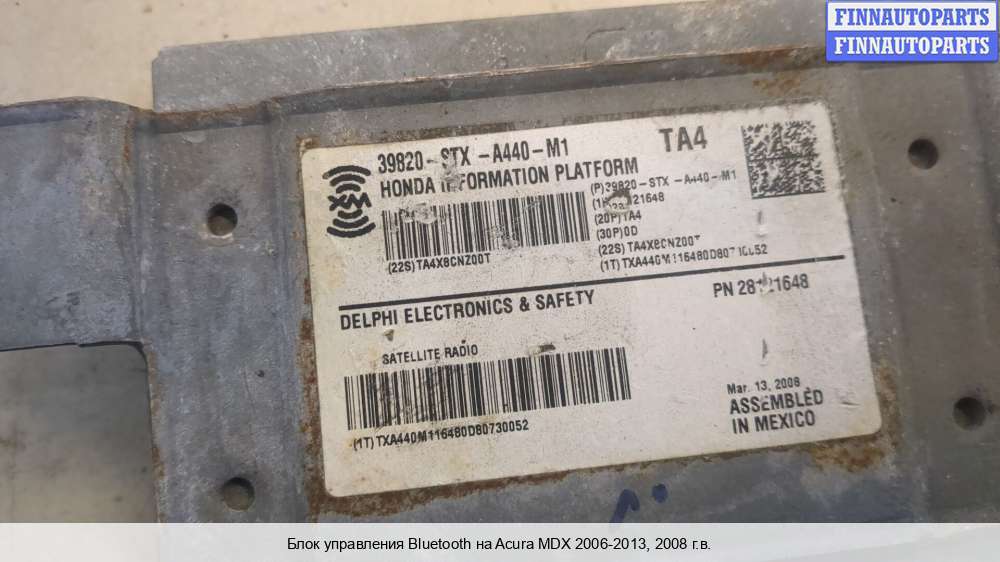 FINNAUTOPARTS
FINNAUTOPARTS
39820-STX-A440-M1
TA4
HONDA INFORMATION PLATFORM
XM
(P)39820-STX-A440-M1
(20P)TA4
(30P)0D
(22S) TA4X8CNZ00T
(22S) TA4X8CNZ00T
DELPHI ELECTRONICS & SAFETY
PN
SATELLITE RADIO
(1T) TXA440M116480D80730052
Mar. 13, 2008
ASSEMBLED
IN MEXICO
Блок управления Bluetooth на Acura MDX 2006-2013, 2008 г.в.